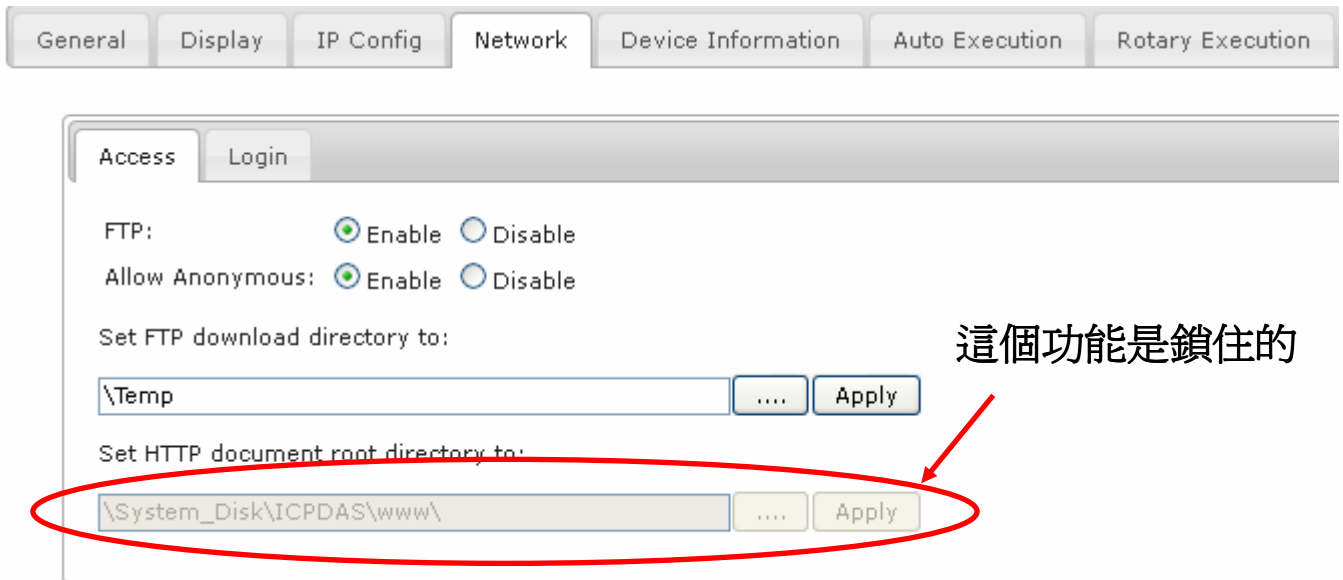 General Display IP Config Network Device Information Auto Execution Rotary Execution
Access Login
FTP: Enable Disable
Allow Anonymous: Enable Disable
Set FTP download directory to:
這個功能是鎖住的
\Temp .... Apply
Set HTTP document root directory to:
\System_Disk\ICPDAS\www\ .... Apply